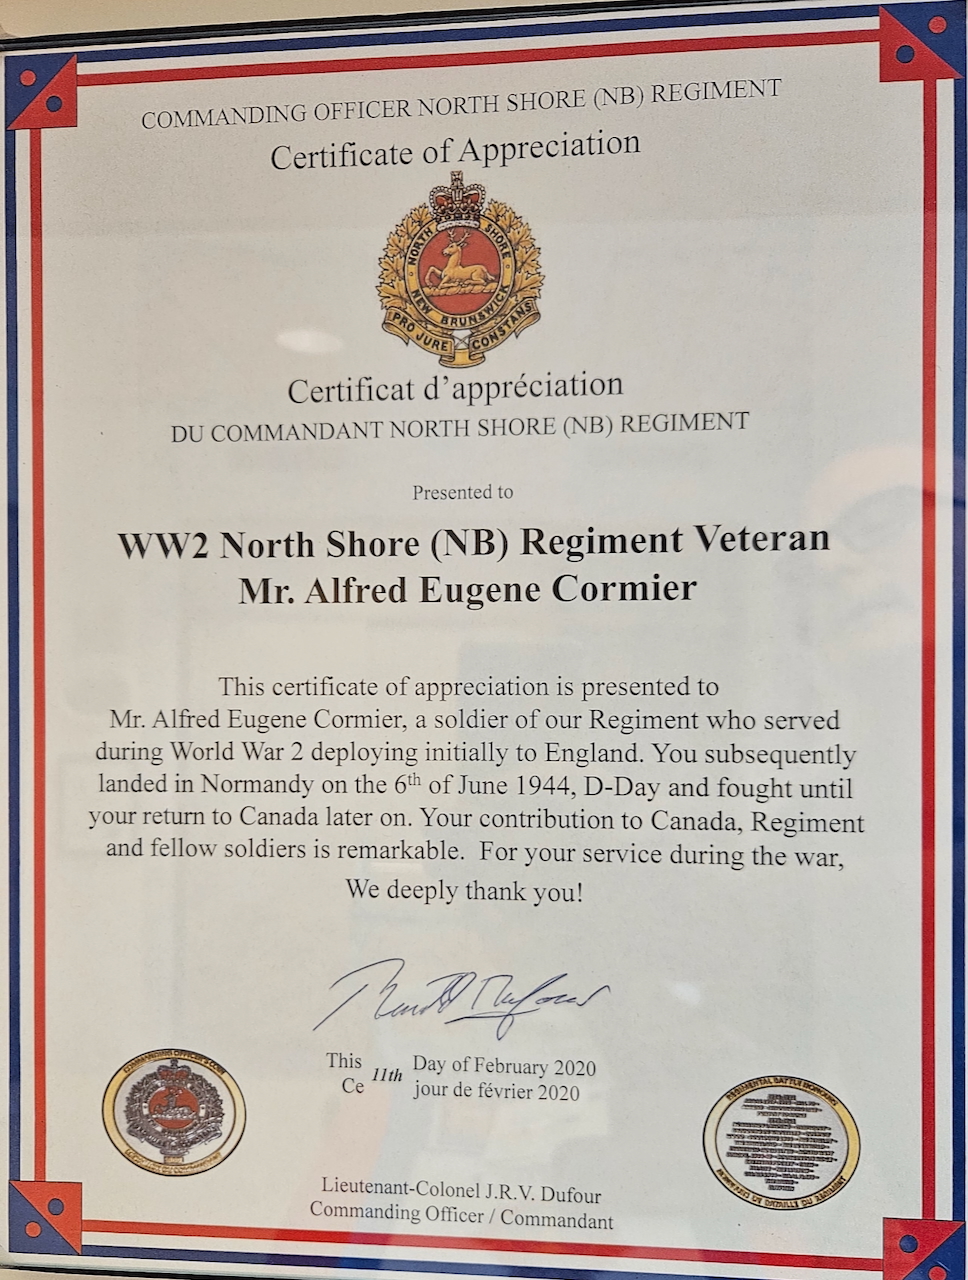 COMMANDING OFFICER NORTH SHORE (NB) REGIMENT
Certificate of Appreciation
NORTH SHORE
NEW BRUNSWICK
PRO JURE CONSTANS
Certificat d'appréciation
DU COMMANDANT NORTH SHORE (NB) REGIMENT
Presented to
WW2 North Shore (NB) Regiment Veteran
Mr. Alfred Eugene Cormier
This certificate of appreciation is presented to
Mr. Alfred Eugene Cormier, a soldier of our Regiment who served
during World War 2 deploying initially to England. You subsequently
landed in Normandy on the 6th of June 1944, D-Day and fought until
your return to Canada later on. Your contribution to Canada, Regiment
and fellow soldiers is remarkable. For your service during the war,
We deeply thank you!
This 11th Day of February 2020
Ce jour de février 2020
COMMANDING OFFICER'S COIN
REGIMENTAL BATTLE HONOURS
Lieutenant-Colonel J.R.V. Dufour
Commanding Officer / Commandant